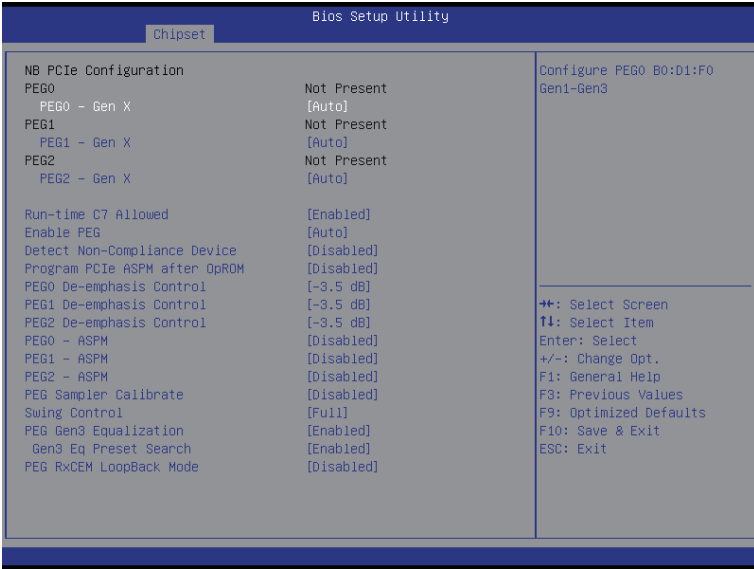 Bios Setup Utility
Chipset
NB PCIe Configuration
PEG0 Not Present
PEG0 - Gen X [Auto]
PEG1 Not Present
PEG1 - Gen X [Auto]
PEG2 Not Present
PEG2 - Gen X [Auto]
Run-time C7 Allowed [Enabled]
Enable PEG [Auto]
Detect Non-Compliance Device [Disabled]
Program PCIe ASPM after OpROM [Disabled]
PEG0 De-emphasis Control [-3.5 dB]
PEG1 De-emphasis Control [-3.5 dB]
PEG2 De-emphasis Control [-3.5 dB]
PEG0 - ASPM [Disabled]
PEG1 - ASPM [Disabled]
PEG2 - ASPM [Disabled]
PEG Sampler Calibrate [Disabled]
Swing Control [Full]
PEG Gen3 Equalization [Enabled]
Gen3 Eq Preset Search [Enabled]
PEG RxCEM LoopBack Mode [Disabled]
Configure PEG0 B0:D1:F0
Gen1-Gen3
→←: Select Screen
↑↓: Select Item
Enter: Select
+/-: Change Opt.
F1: General Help
F3: Previous Values
F9: Optimized Defaults
F10: Save & Exit
ESC: Exit